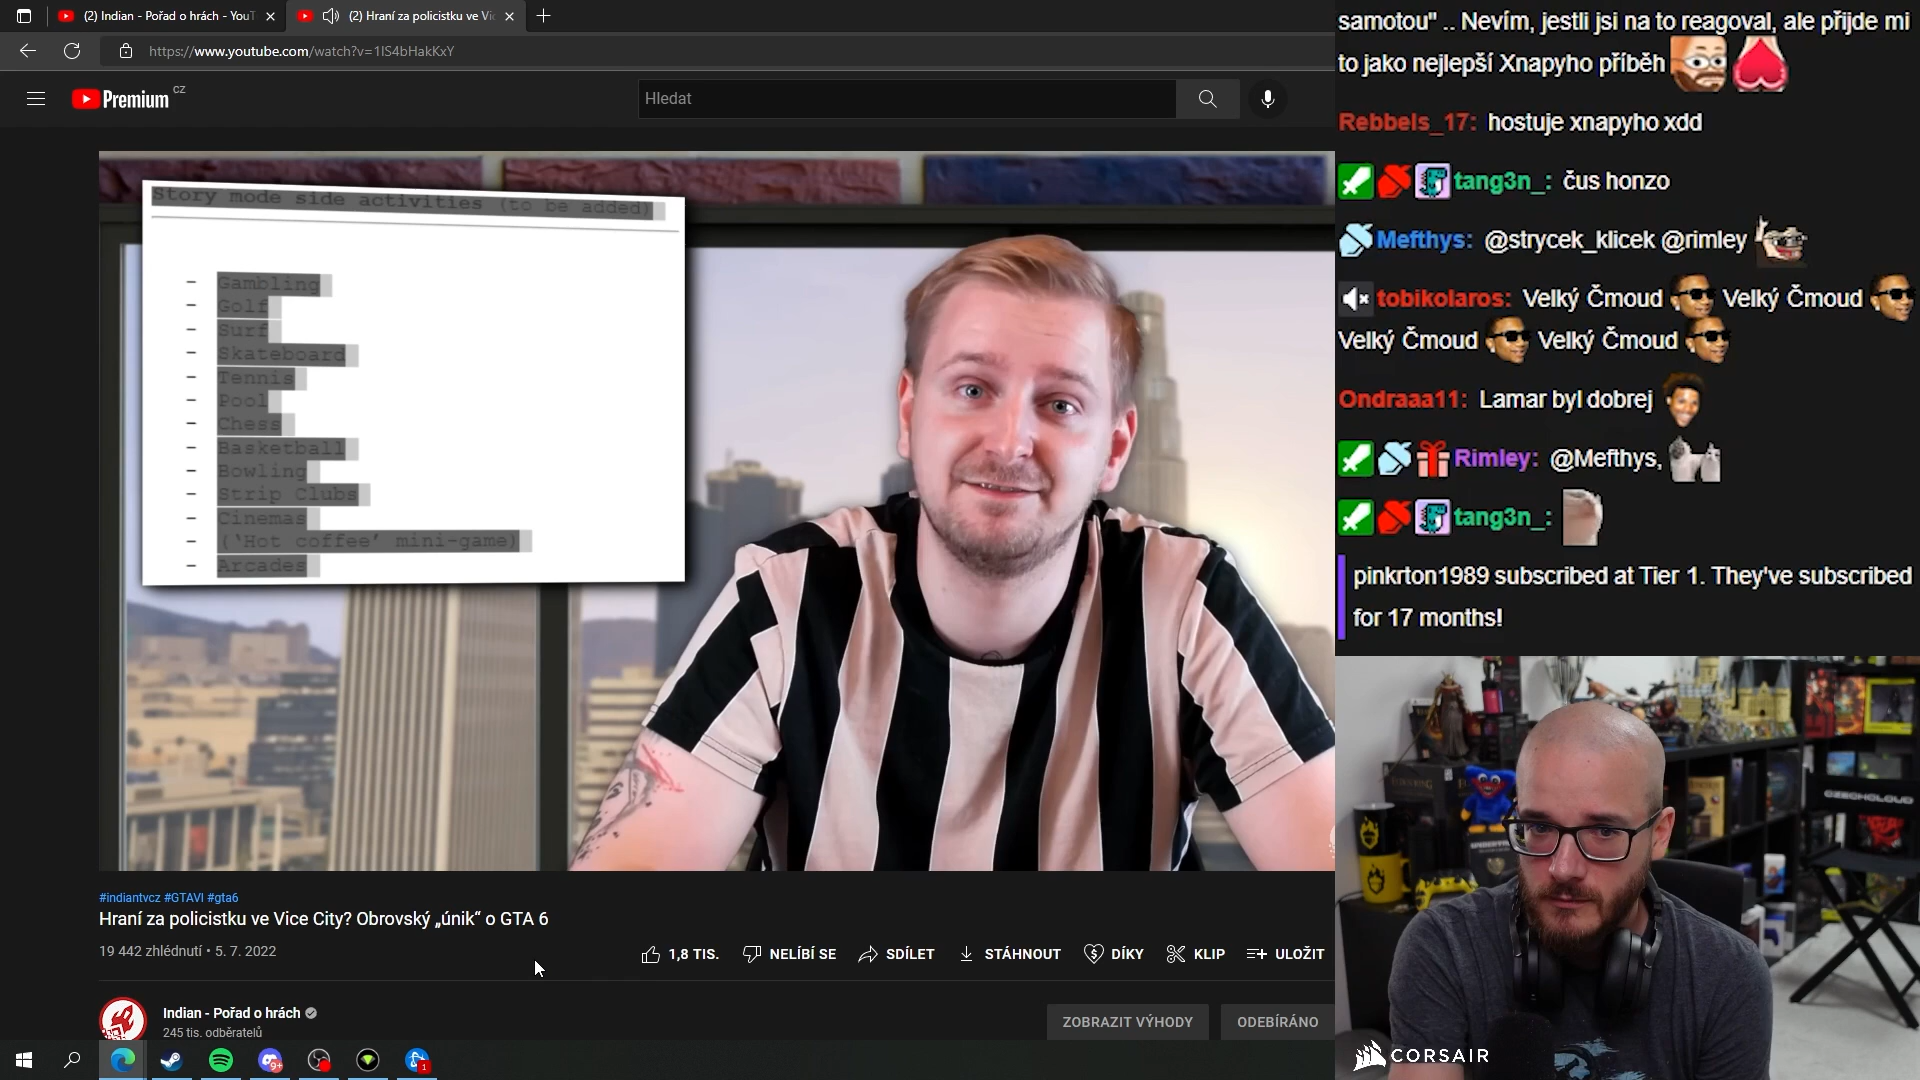 (2) Indian - Pořad o hrách - YouT
(2) Hraní za policistku ve Vic
https://www.youtube.com/watch?v=1lS4bHakKxY
Premium CZ
Hledat
Story mode side activities (to be added)
- Gambling
- Golf
- Surf
- Skateboard
- Tennis
- Pool
- Chess
- Basketball
- Bowling
- Strip Clubs
- Cinemas
- ('Hot coffee' mini-game)
- Arcades
#indiantvcz #GTAVI #gta6
Hraní za policistku ve Vice City? Obrovský „únik“ o GTA 6
19 442 zhlédnutí • 5. 7. 2022
1,8 TIS.
NELÍBÍ SE
SDÍLET
STÁHNOUT
DÍKY
KLIP
ULOŽIT
Indian - Pořad o hrách
245 tis. odběratelů
ZOBRAZIT VÝHODY
ODEBÍRÁNO
9+
1
samotou" .. Nevím, jestli jsi na to reagoval, ale přijde mi
to jako nejlepší Xnapyho příběh
Rebbels_17: hostuje xnapyho xdd
tang3n_: čus honzo
Mefthys: @strycek_klicek @rimley
tobikolaros: Velký Čmoud Velký Čmoud
Velký Čmoud Velký Čmoud
Ondraaa11: Lamar byl dobrej
Rimley: @Mefthys,
tang3n_:
pinkrton1989 subscribed at Tier 1. They've subscribed
for 17 months!
CZECHCLOUD
CORSAIR